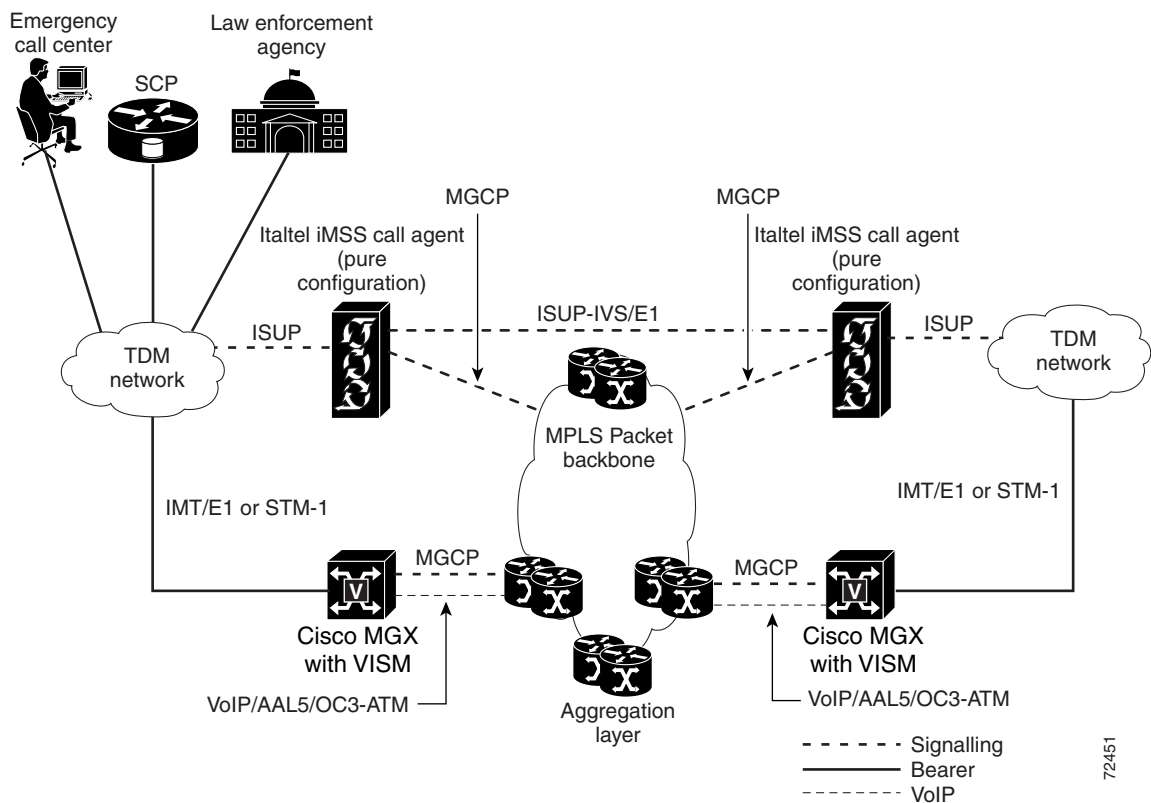 Emergency
call center
Law enforcement
agency
SCP
MGCP
MGCP
Italtel iMSS call agent
(pure
configuration)
Italtel iMSS call agent
(pure
configuration)
ISUP-IVS/E1
ISUP
ISUP
TDM
network
TDM
network
MPLS Packet
backbone
IMT/E1 or STM-1
IMT/E1 or STM-1
MGCP
MGCP
V
V
Cisco MGX
with VISM
Cisco MGX
with VISM
VoIP/AAL5/OC3-ATM
VoIP/AAL5/OC3-ATM
Aggregation
layer
Signalling
Bearer
VoIP
72451